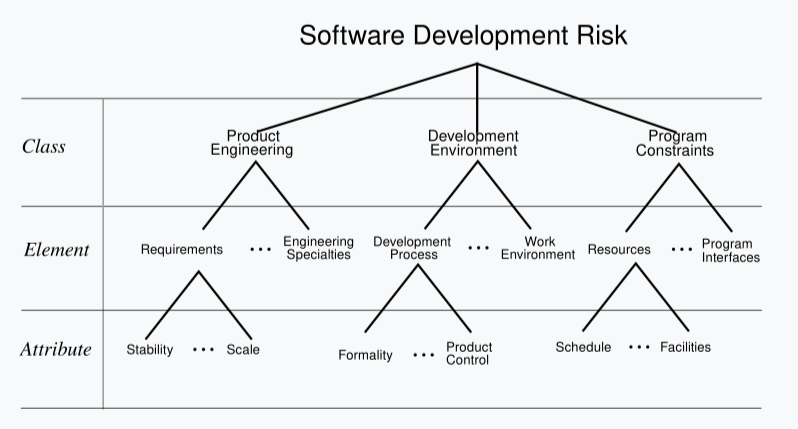 Software Development Risk
Class
Product
Engineering
Development
Environment
Program
Constraints
Element
Requirements
...
Engineering
Specialties
Development
Process
...
Work
Environment
Resources
...
Program
Interfaces
Attribute
Stability
...
Scale
Formality
...
Product
Control
Schedule
...
Facilities